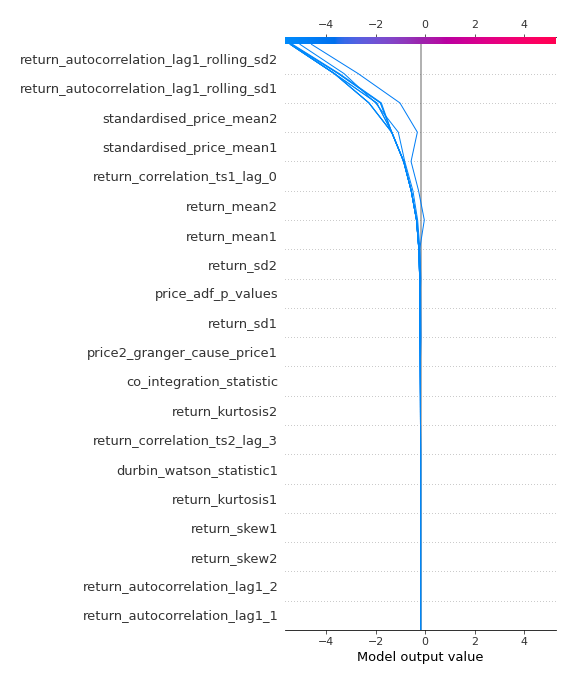 −4 −2 0 2 4
return_autocorrelation_lag1_rolling_sd2
return_autocorrelation_lag1_rolling_sd1
standardised_price_mean2
standardised_price_mean1
return_correlation_ts1_lag_0
return_mean2
return_mean1
return_sd2
price_adf_p_values
return_sd1
price2_granger_cause_price1
co_integration_statistic
return_kurtosis2
return_correlation_ts2_lag_3
durbin_watson_statistic1
return_kurtosis1
return_skew1
return_skew2
return_autocorrelation_lag1_2
return_autocorrelation_lag1_1
−4 −2 0 2 4
Model output value